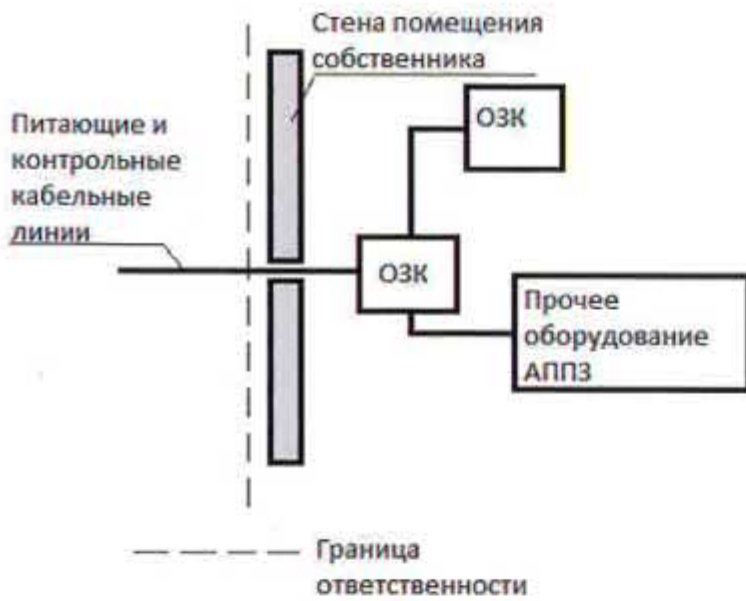 Стена помещения
собственника
Питающие и
контрольные
кабельные
линии
ОЗК
ОЗК
Прочее
оборудование
АППЗ
Граница
ответственности